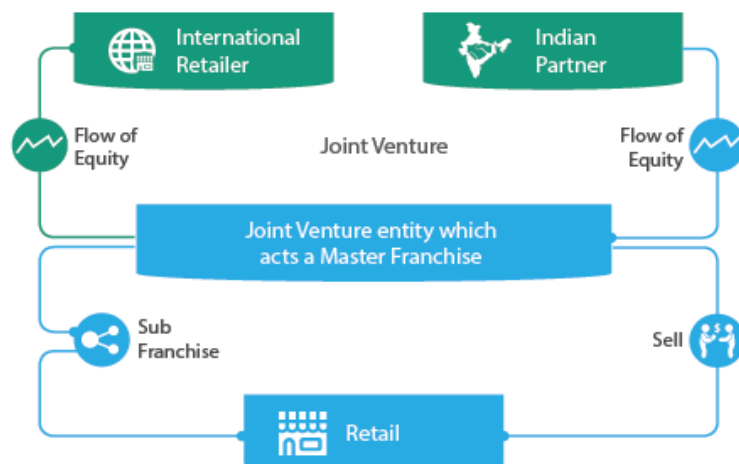 International
Retailer
Indian
Partner
Flow of
Equity
Joint Venture
Flow of
Equity
Joint Venture entity which
acts a Master Franchise
Sub
Franchise
Sell
$
Retail